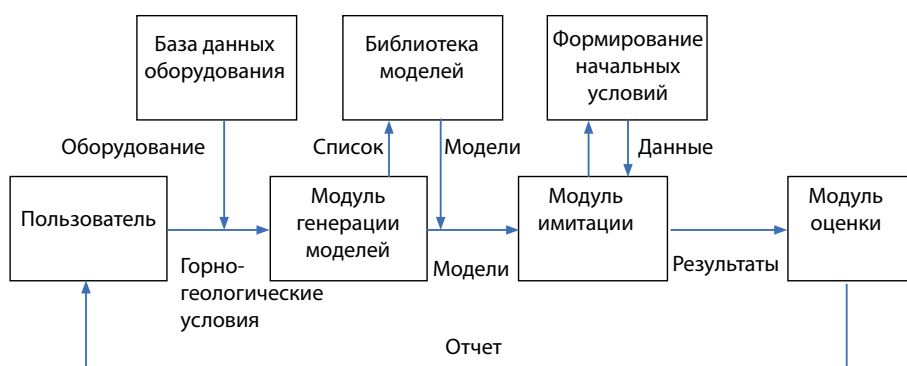 База данных
оборудования
Библиотека
моделей
Формирование
начальных
условий
Оборудование
Список
Модели
Данные
Пользователь
Модуль
генерации
моделей
Модуль
имитации
Модуль
оценки
Горно-
геологические
условия
Модели
Результаты
Отчет